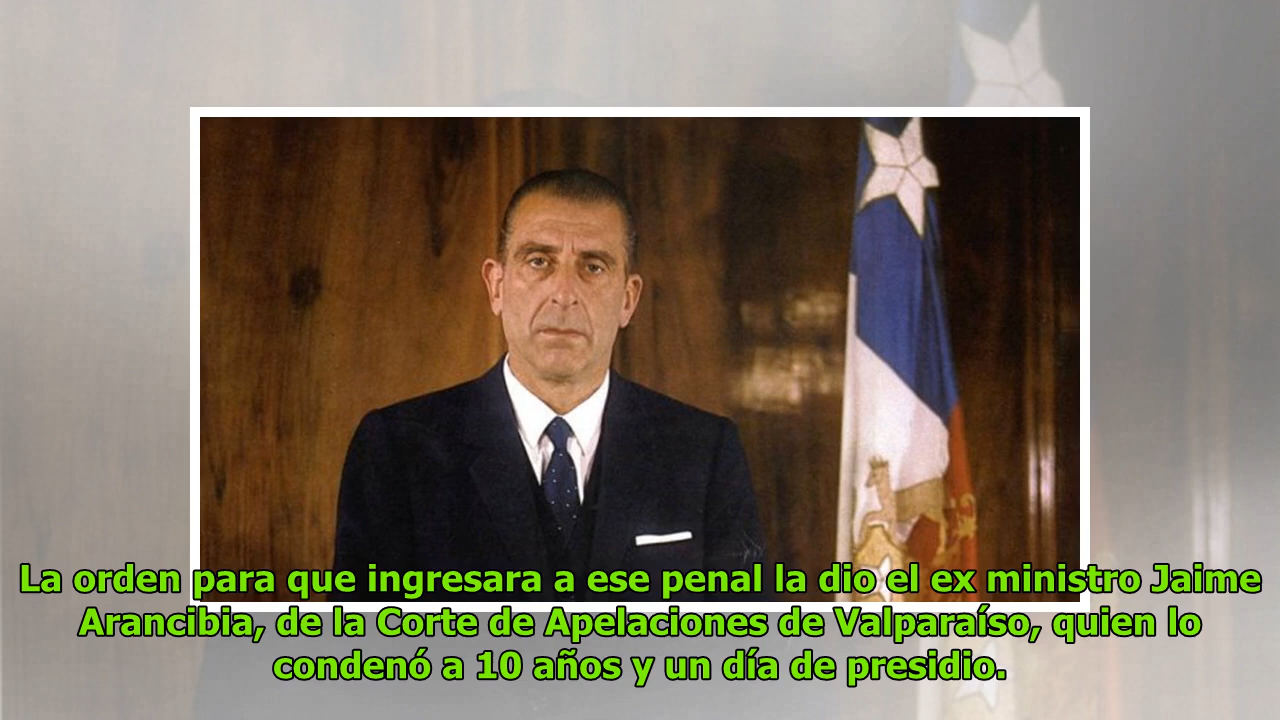 La orden para que ingresara a ese penal la dio el ex ministro Jaime
Arancibia, de la Corte de Apelaciones de Valparaíso, quien lo
condenó a 10 años y un día de presidio.